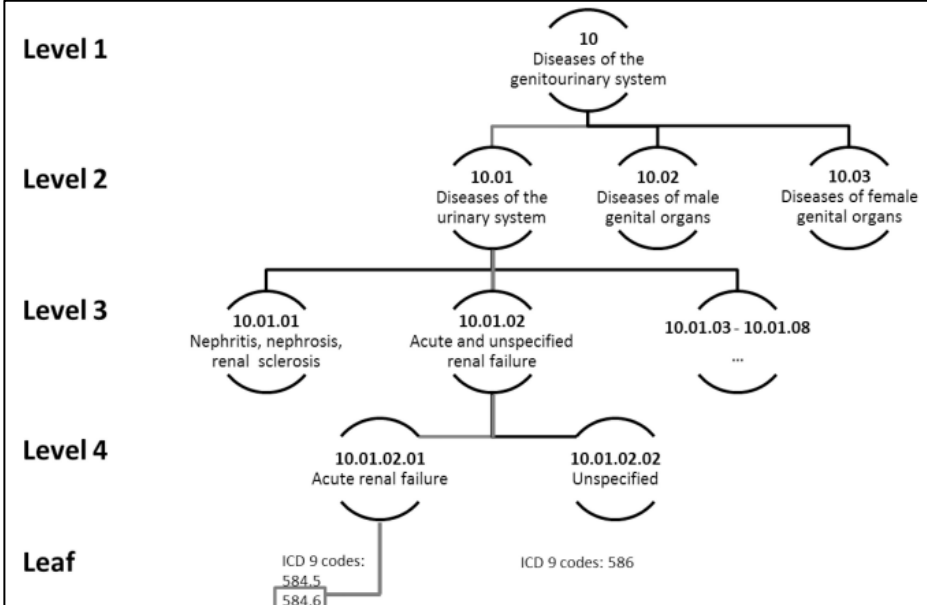 Level 1
10
Diseases of the
genitourinary system
Level 2
10.01
Diseases of the
urinary system
10.02
Diseases of male
genital organs
10.03
Diseases of female
genital organs
Level 3
10.01.01
Nephritis, nephrosis,
renal sclerosis
10.01.02
Acute and unspecified
renal failure
10.01.03 - 10.01.08
...
Level 4
10.01.02.01
Acute renal failure
10.01.02.02
Unspecified
Leaf
ICD 9 codes:
584.5
584.6
ICD 9 codes: 586